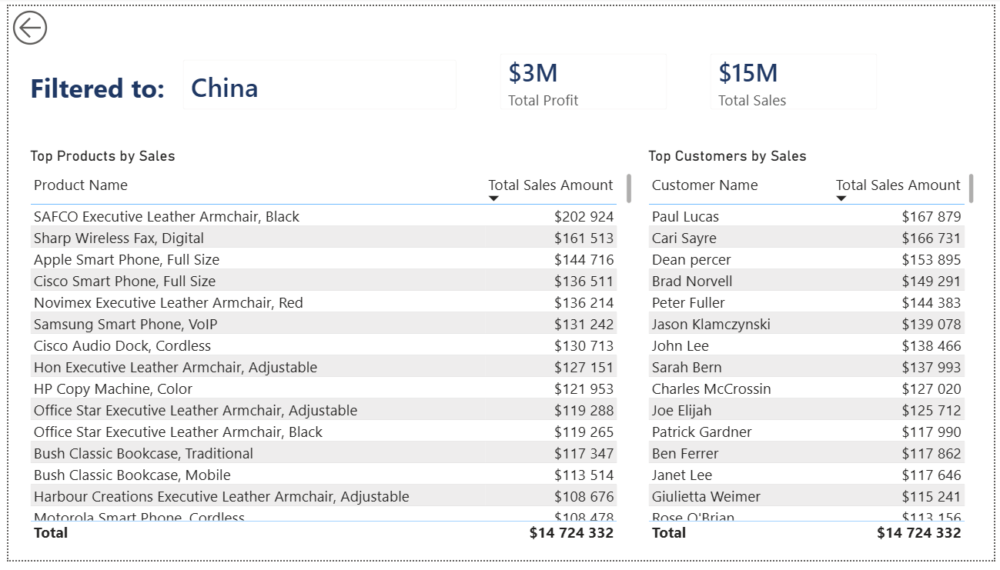 Filtered to: China
$3M
Total Profit
$15M
Total Sales
Top Products by Sales
Product Name Total Sales Amount
SAFCO Executive Leather Armchair, Black $202 924
Sharp Wireless Fax, Digital $161 513
Apple Smart Phone, Full Size $144 716
Cisco Smart Phone, Full Size $136 511
Novimex Executive Leather Armchair, Red $136 214
Samsung Smart Phone, VoIP $131 242
Cisco Audio Dock, Cordless $130 713
Hon Executive Leather Armchair, Adjustable $127 151
HP Copy Machine, Color $121 953
Office Star Executive Leather Armchair, Adjustable $119 288
Office Star Executive Leather Armchair, Black $119 265
Bush Classic Bookcase, Traditional $117 347
Bush Classic Bookcase, Mobile $113 514
Harbour Creations Executive Leather Armchair, Adjustable $108 676
Motorola Smart Phone, Cordless $108 478
Total $14 724 332
Top Customers by Sales
Customer Name Total Sales Amount
Paul Lucas $167 879
Cari Sayre $166 731
Dean percer $153 895
Brad Norvell $149 291
Peter Fuller $144 383
Jason Klamczynski $139 078
John Lee $138 466
Sarah Bern $137 993
Charles McCrossin $127 020
Joe Elijah $125 712
Patrick Gardner $117 990
Ben Ferrer $117 862
Janet Lee $117 646
Giulietta Weimer $115 241
Rose O'Brian $113 156
Total $14 724 332